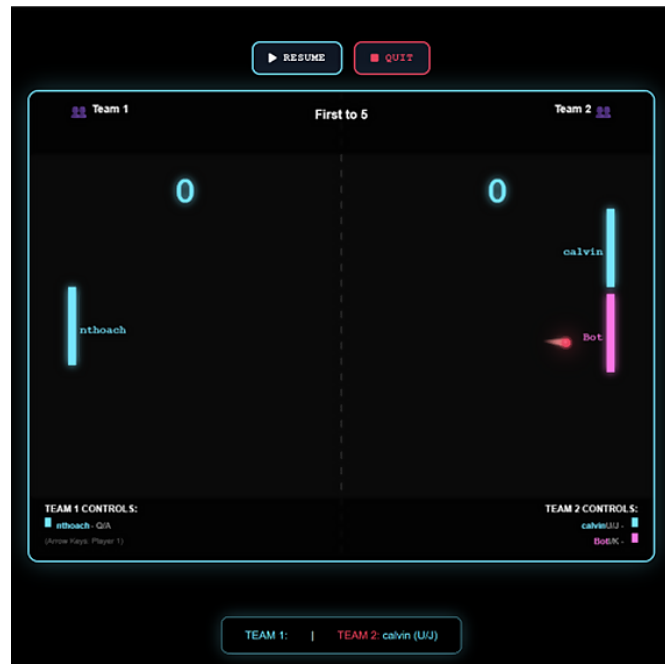 RESUME QUIT
Team 1 First to 5 Team 2
0 0
calvin
nthoach
Bot
TEAM 1 CONTROLS:
nthoach - Q/A
(Arrow Keys: Player 1)
TEAM 2 CONTROLS:
calvinU/J -
/K -
TEAM 1: | TEAM 2: calvin (U/J)